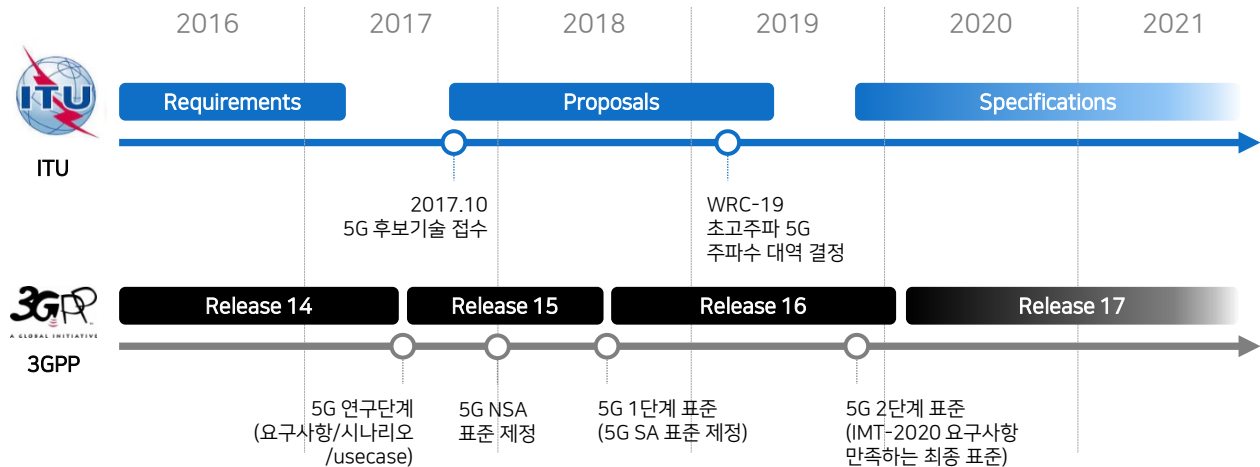 2016 2017 2018 2019 2020 2021
ITU
Requirements Proposals Specifications
ITU
2017.10
5G 후보기술 접수
WRC-19
초고주파 5G
주파수 대역 결정
3GPP
A GLOBAL INITIATIVE
Release 14 Release 15 Release 16 Release 17
3GPP
5G 연구단계
(요구사항/시나리오
/usecase)
5G NSA
표준 제정
5G 1단계 표준
(5G SA 표준 제정)
5G 2단계 표준
(IMT-2020 요구사항
만족하는 최종 표준)